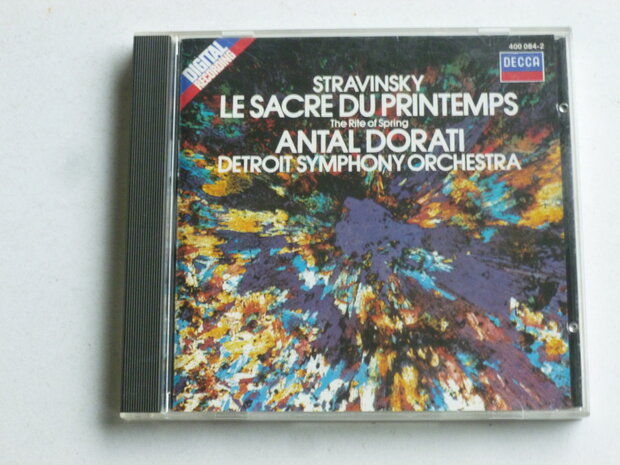 400 084-2
DIGITAL
RECORDING
DECCA
STRAVINSKY
LE SACRE DU PRINTEMPS
The Rite of Spring
ANTAL DORATI
DETROIT SYMPHONY ORCHESTRA